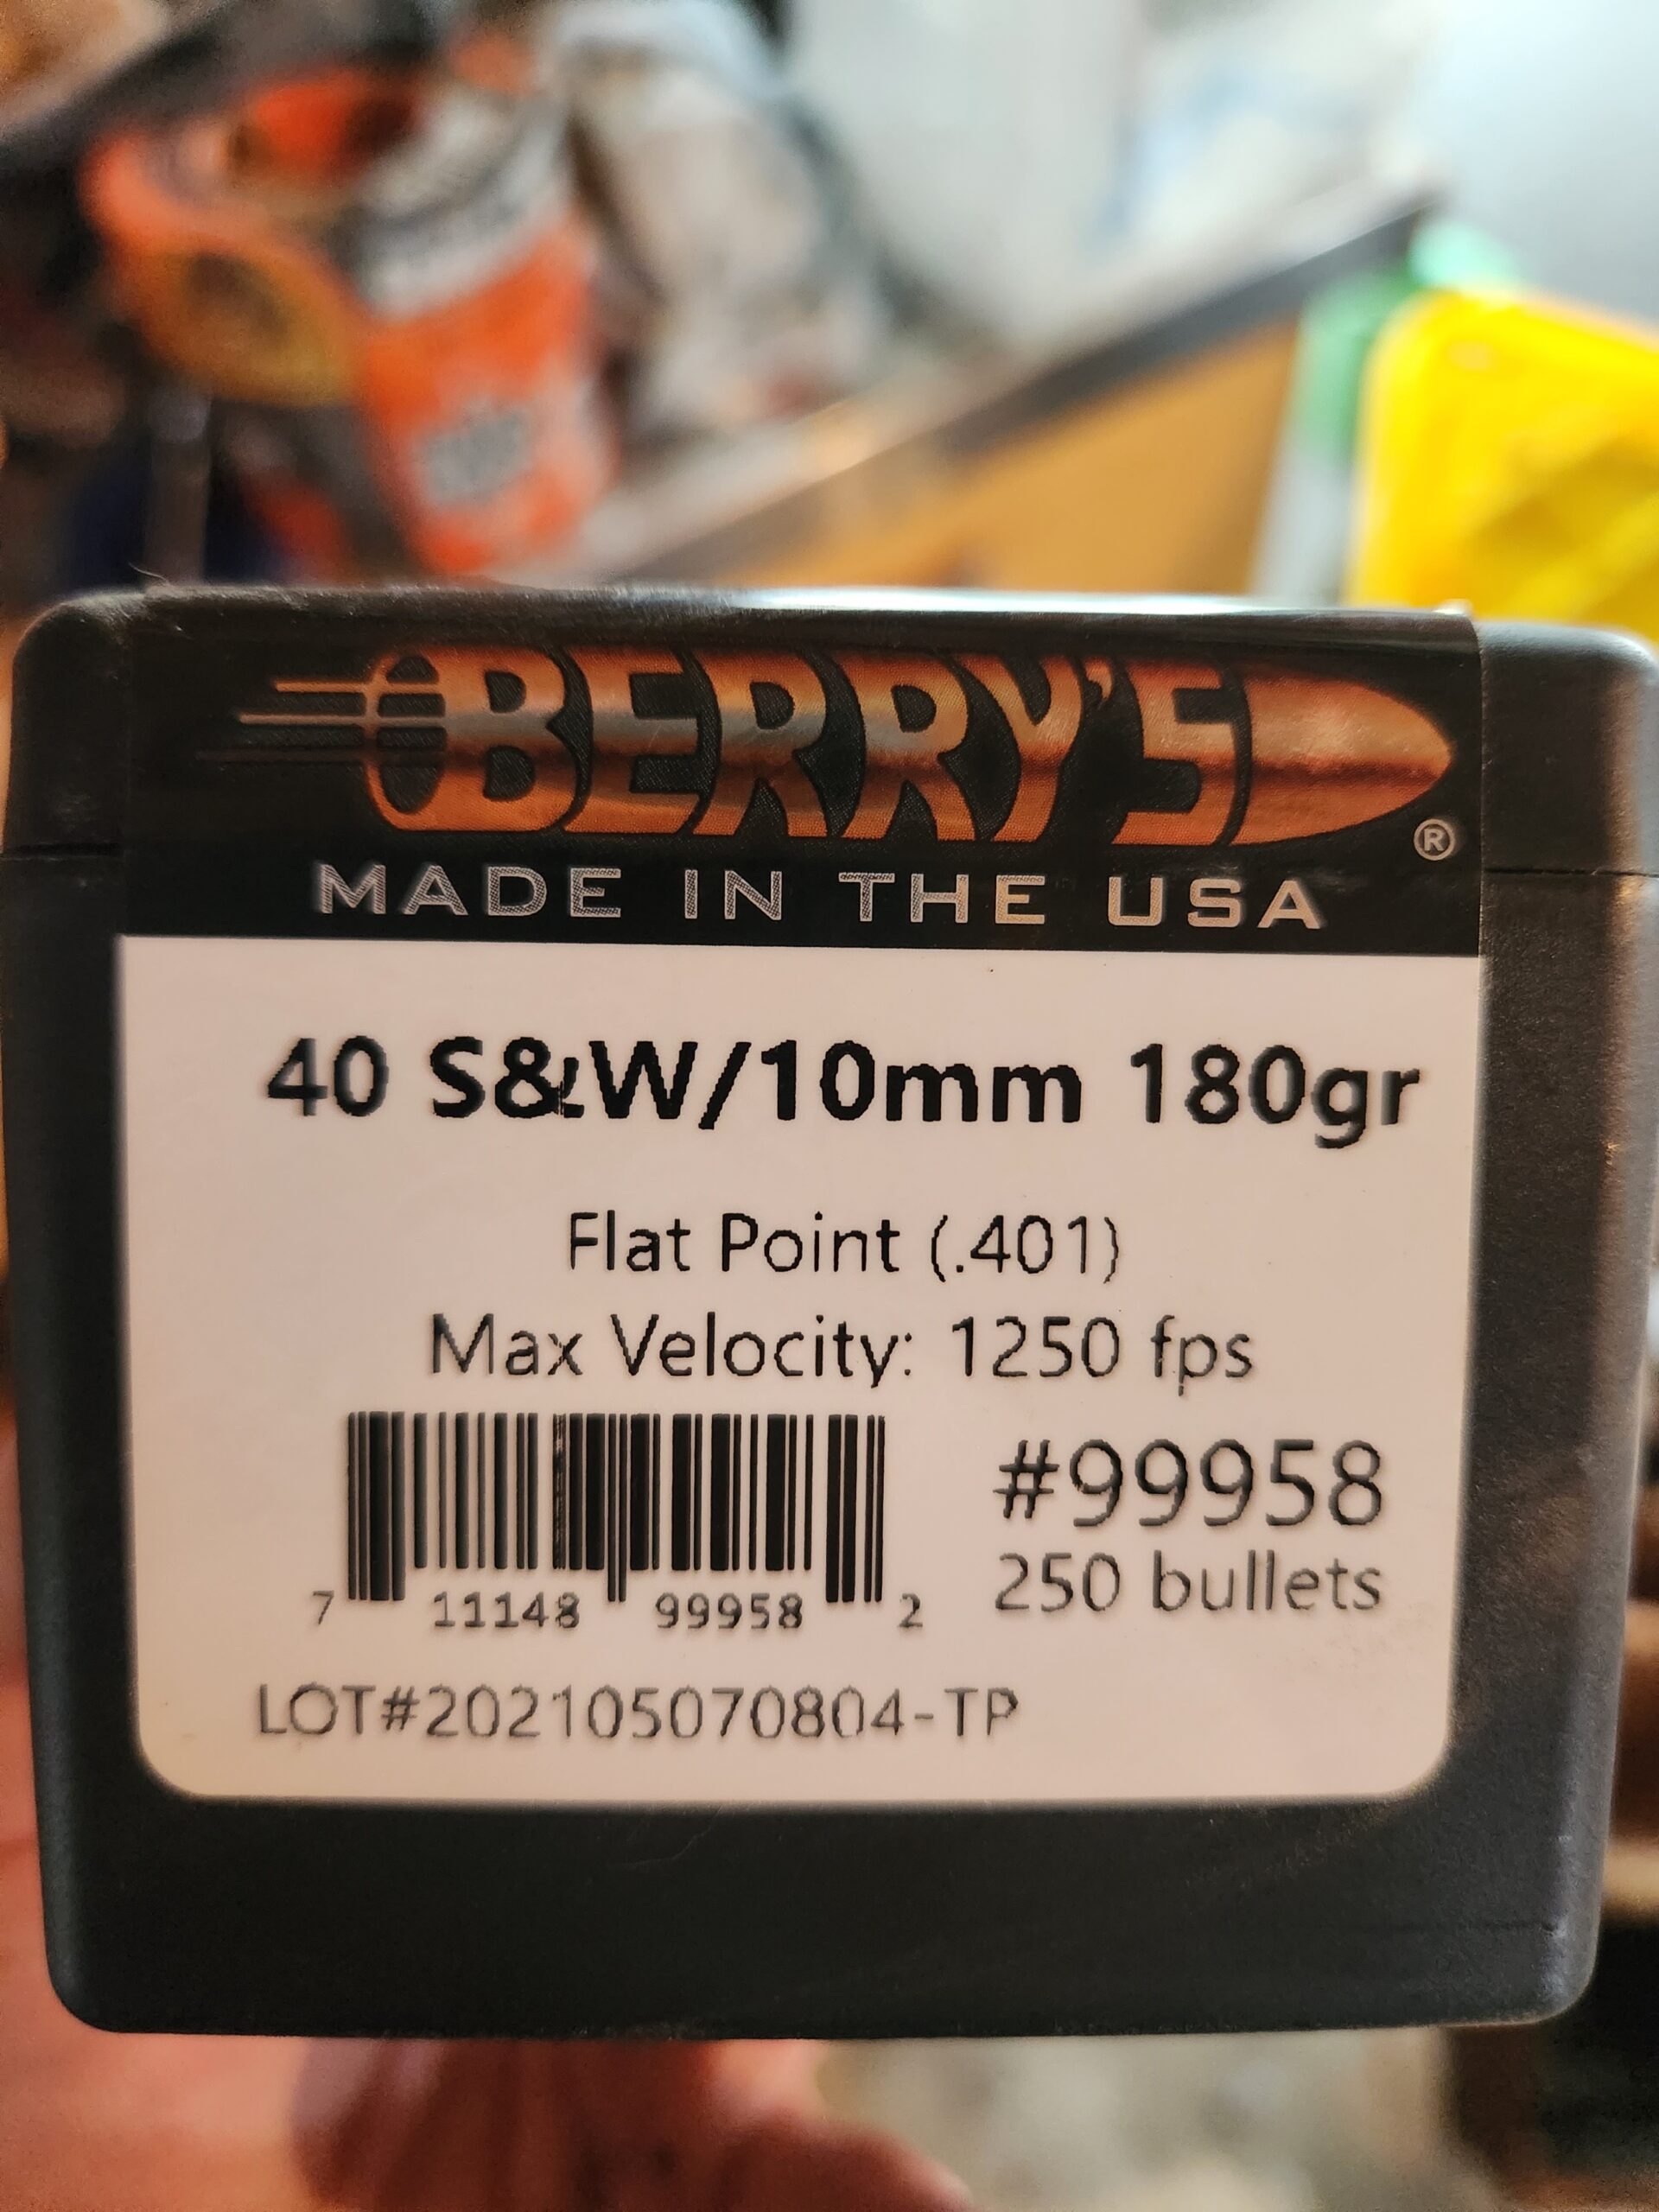 BERRY'S®
MADE IN THE USA
40 S&W/10mm 180gr
Flat Point (.401)
Max Velocity: 1250 fps
#99958
250 bullets
7 11148 99958 2
LOT#202105070804-TP